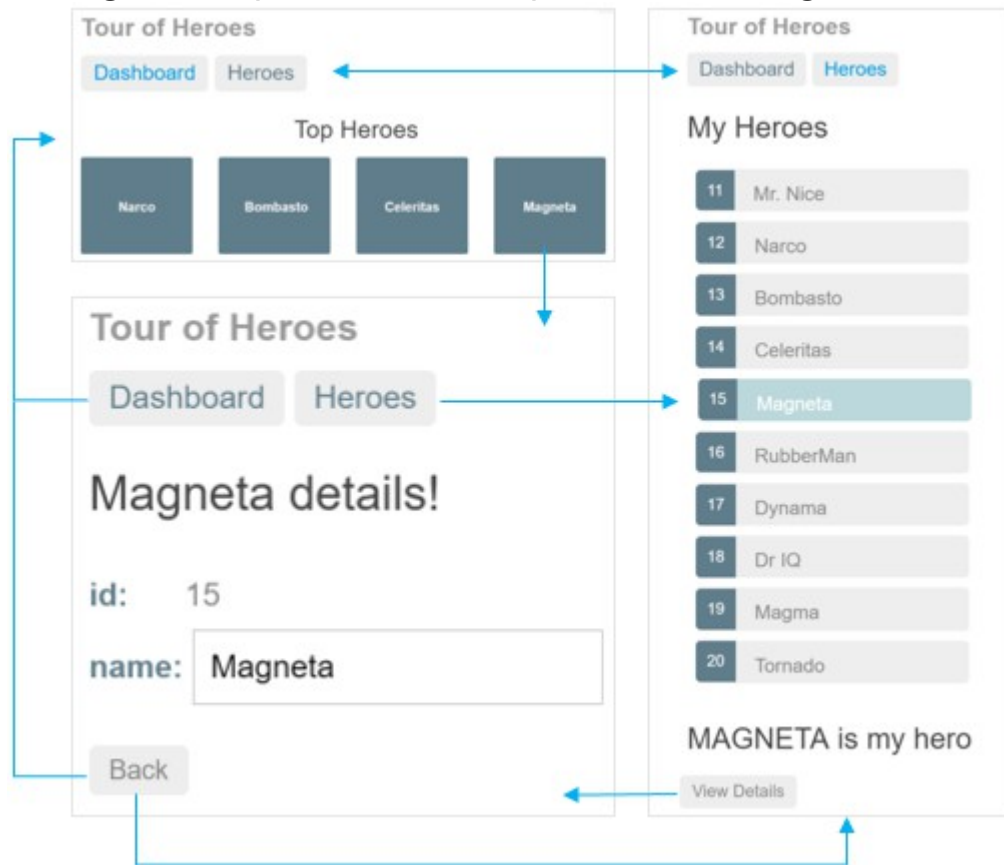 Tour of Heroes
Dashboard Heroes
Top Heroes
Narco Bombasto Celeritas Magneta
Tour of Heroes
Dashboard Heroes
Magneta details!
id: 15
name: Magneta
Back
Tour of Heroes
Dashboard Heroes
My Heroes
11 Mr. Nice
12 Narco
13 Bombasto
14 Celeritas
15 Magneta
16 RubberMan
17 Dynama
18 Dr IQ
19 Magma
20 Tornado
MAGNETA is my hero
View Details